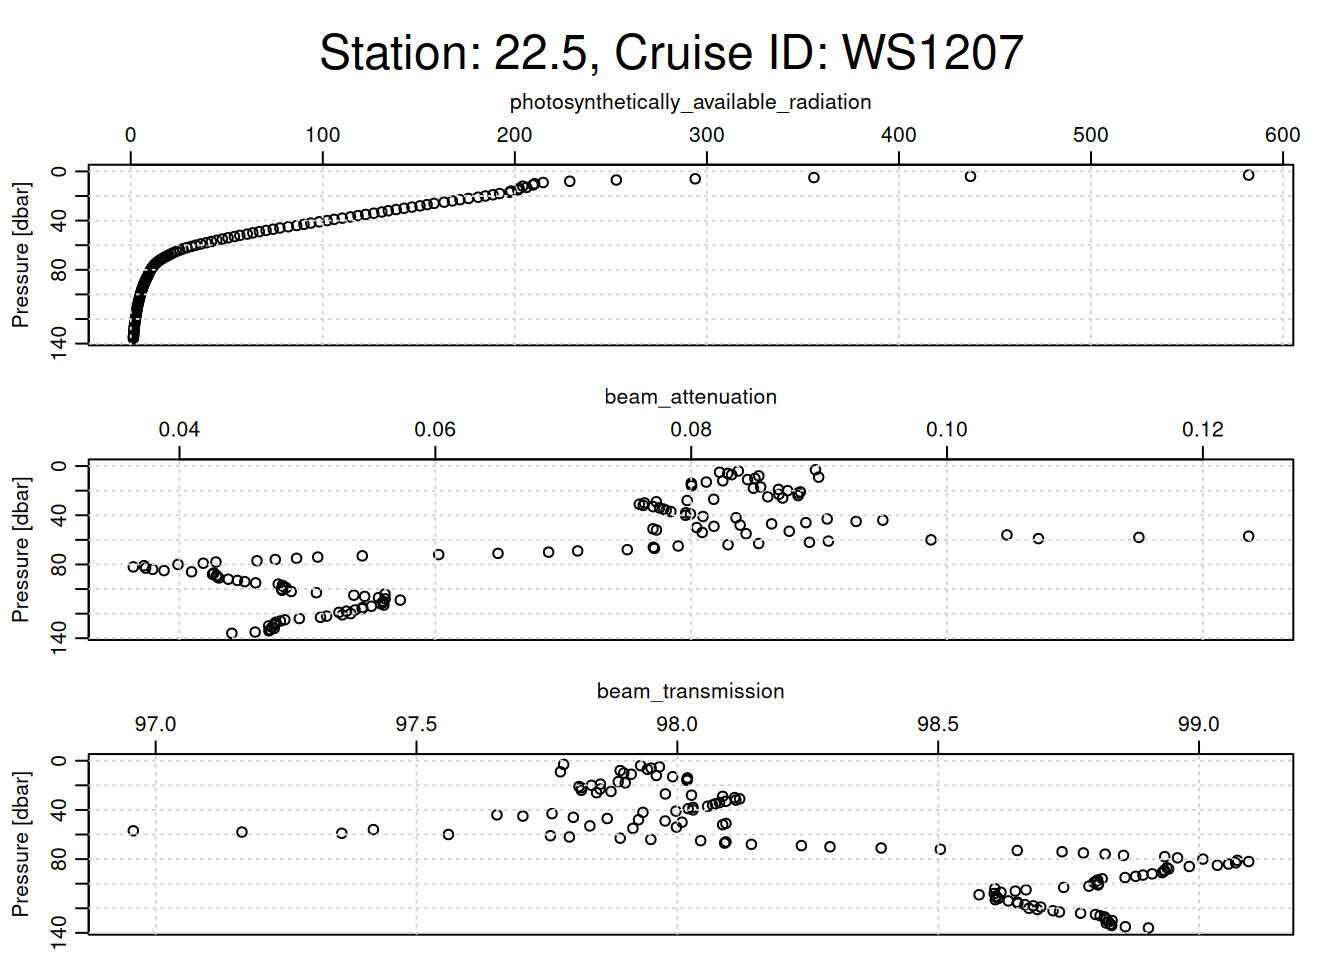 Station: 22.5, Cruise ID: WS1207
photosynthetically_available_radiation
0 100 200 300 400 500 600
Pressure [dbar]
0 40 80 140
beam_attenuation
0.04 0.06 0.08 0.10 0.12
Pressure [dbar]
0 40 80 140
beam_transmission
97.0 97.5 98.0 98.5 99.0
Pressure [dbar]
0 40 80 140